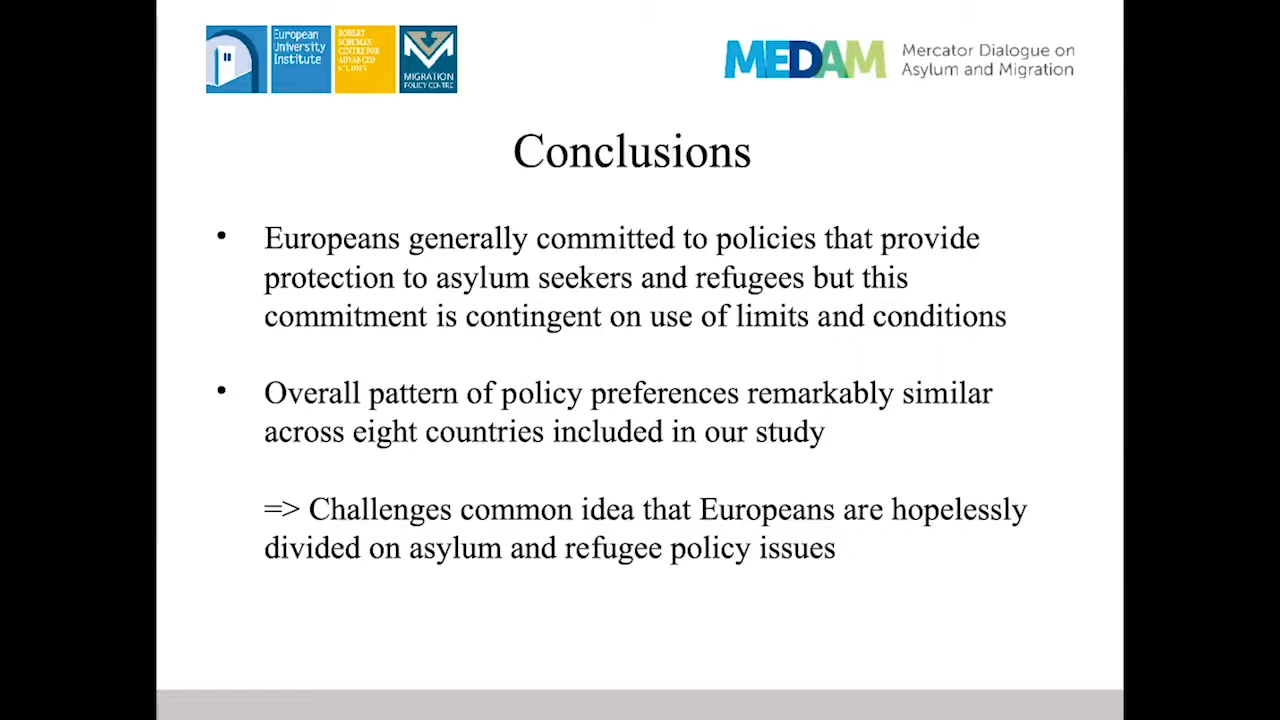 European
University
Institute
ROBERT
SCHUMAN
CENTRE FOR
ADVANCED
STUDIES
MIGRATION
POLICY CENTRE
MEDAM
Mercator Dialogue on
Asylum and Migration
Conclusions
• Europeans generally committed to policies that provide
protection to asylum seekers and refugees but this
commitment is contingent on use of limits and conditions
• Overall pattern of policy preferences remarkably similar
across eight countries included in our study
=> Challenges common idea that Europeans are hopelessly
divided on asylum and refugee policy issues